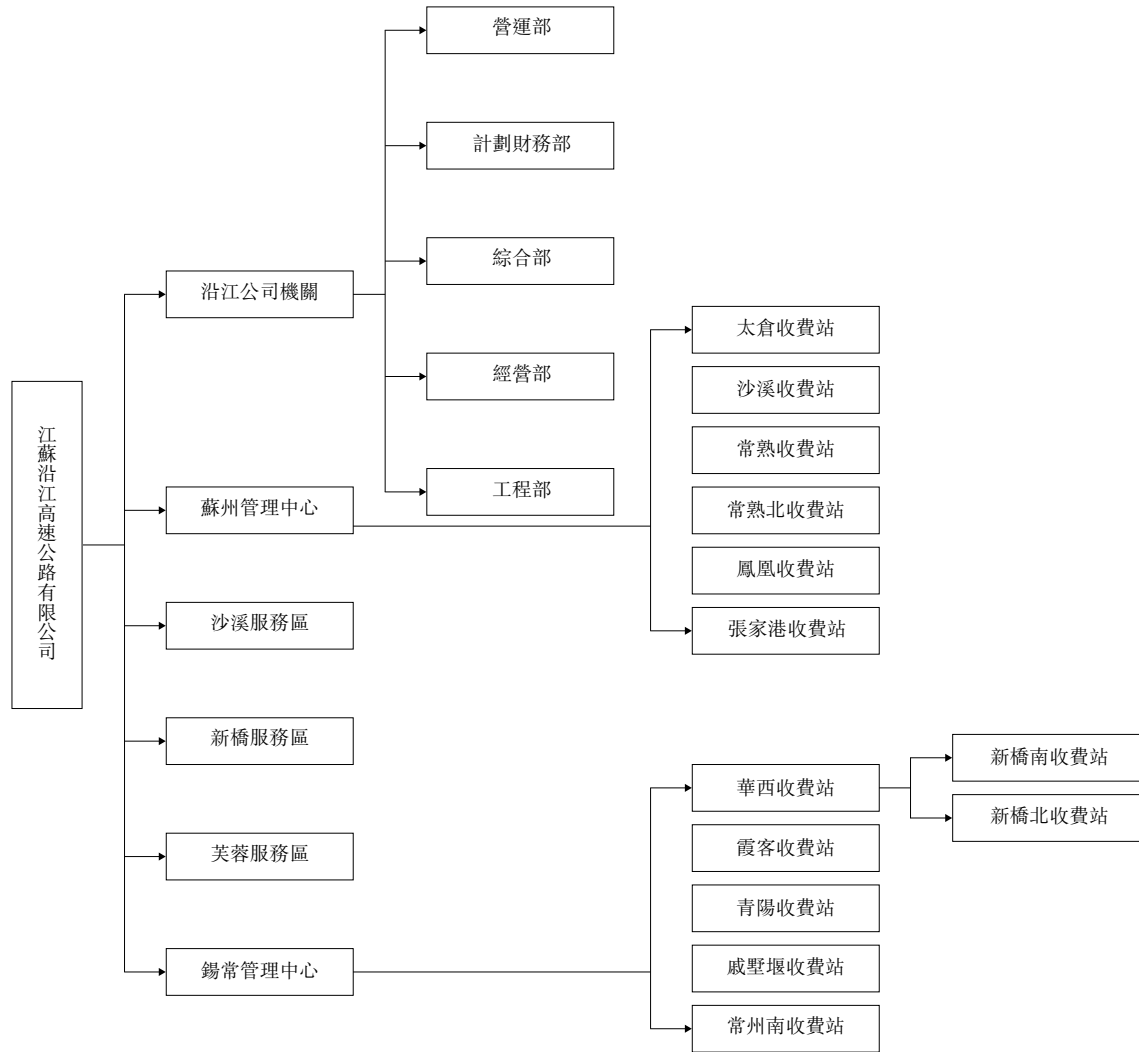 江蘇沿江高速公路有限公司
沿江公司機關
蘇州管理中心
沙溪服務區
新橋服務區
芙蓉服務區
錫常管理中心
營運部
計劃財務部
綜合部
經營部
工程部
太倉收費站
沙溪收費站
常熟收費站
常熟北收費站
鳳凰收費站
張家港收費站
華西收費站
霞客收費站
青陽收費站
戚墅堰收費站
常州南收費站
新橋南收費站
新橋北收費站